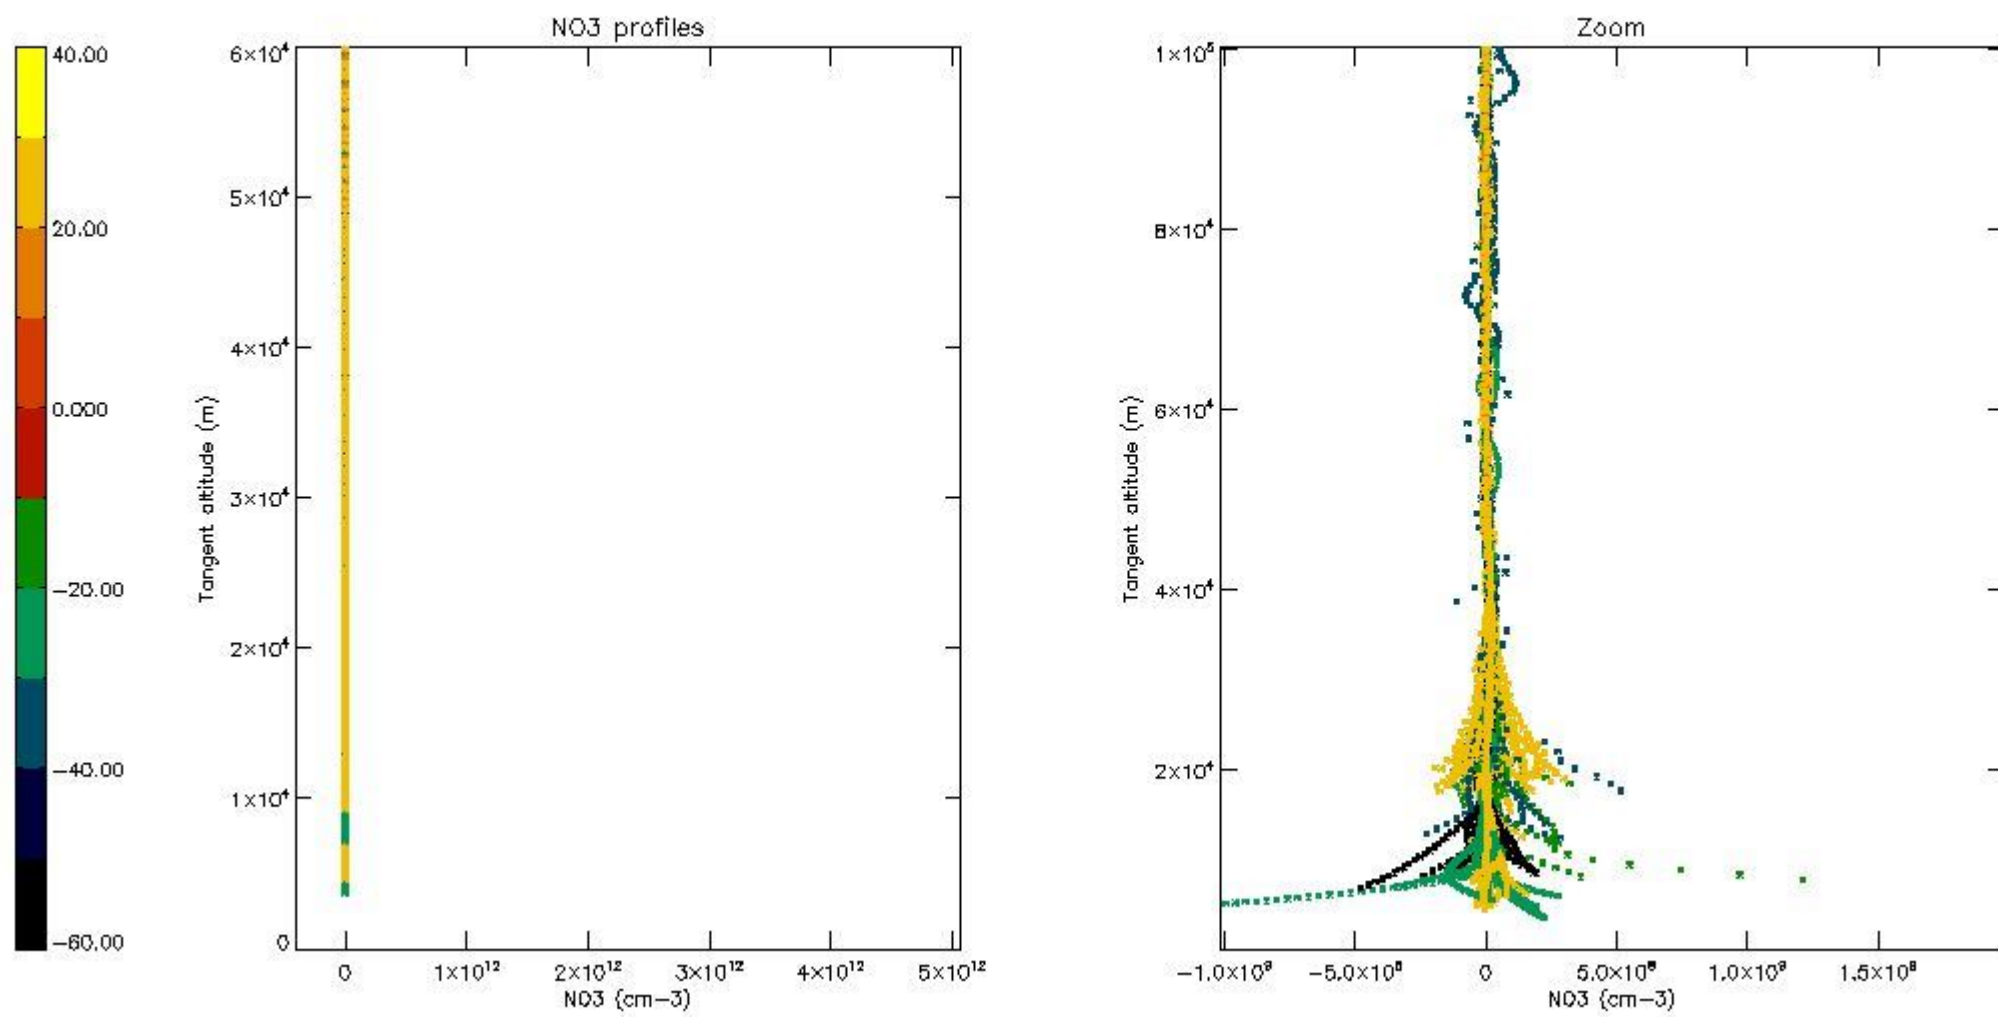 NO3 profiles
40.00
20.00
0.000
−20.00
−40.00
−60.00
6×10⁴
5×10⁴
4×10⁴
3×10⁴
2×10⁴
1×10⁴
0
Tangent altitude (m)
0 1×10¹² 2×10¹² 3×10¹² 4×10¹² 5×10¹²
NO3 (cm−3)
Zoom
1×10⁵
8×10⁴
6×10⁴
4×10⁴
2×10⁴
Tangent altitude (m)
−1.0×10⁹ −5.0×10⁸ 0 5.0×10⁸ 1.0×10⁹ 1.5×10⁹
NO3 (cm−3)